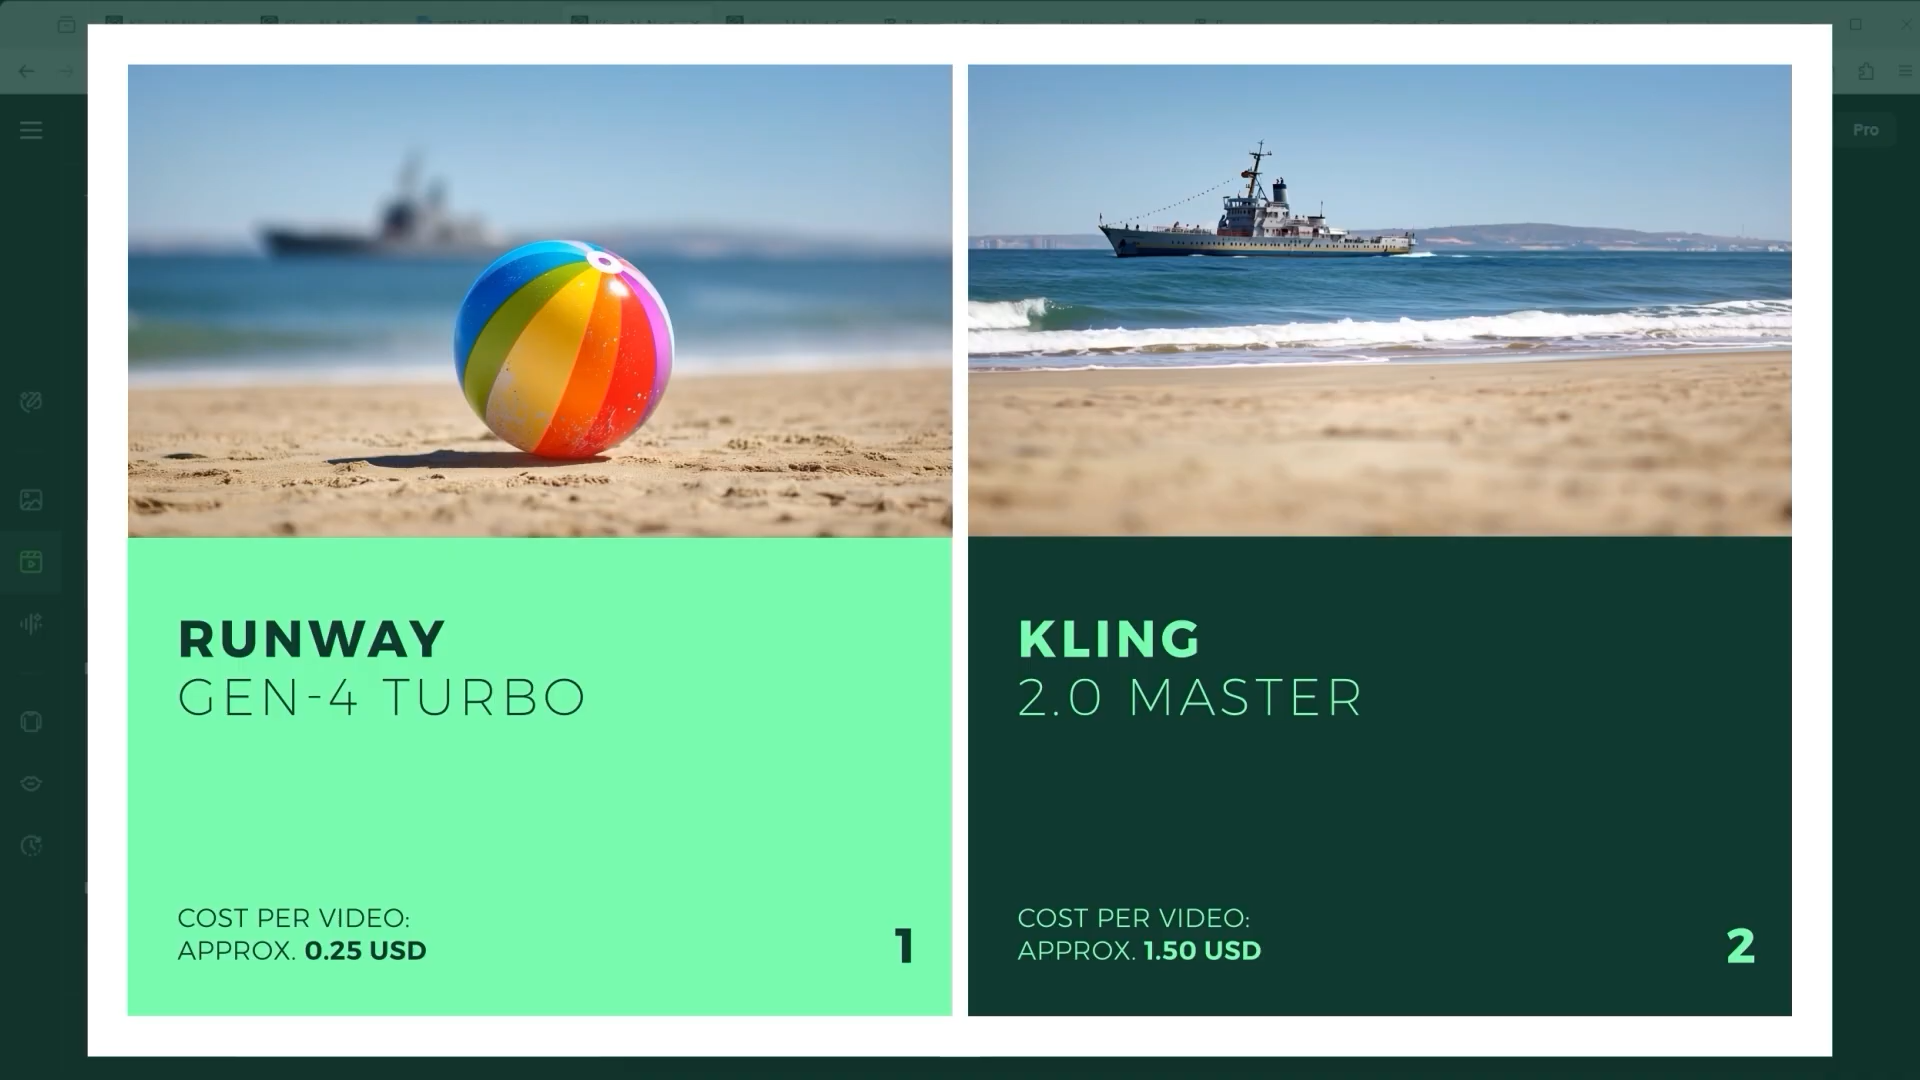 Pro
RUNWAY
GEN-4 TURBO
COST PER VIDEO:
APPROX. 0.25 USD
1
KLING
2.0 MASTER
COST PER VIDEO:
APPROX. 1.50 USD
2